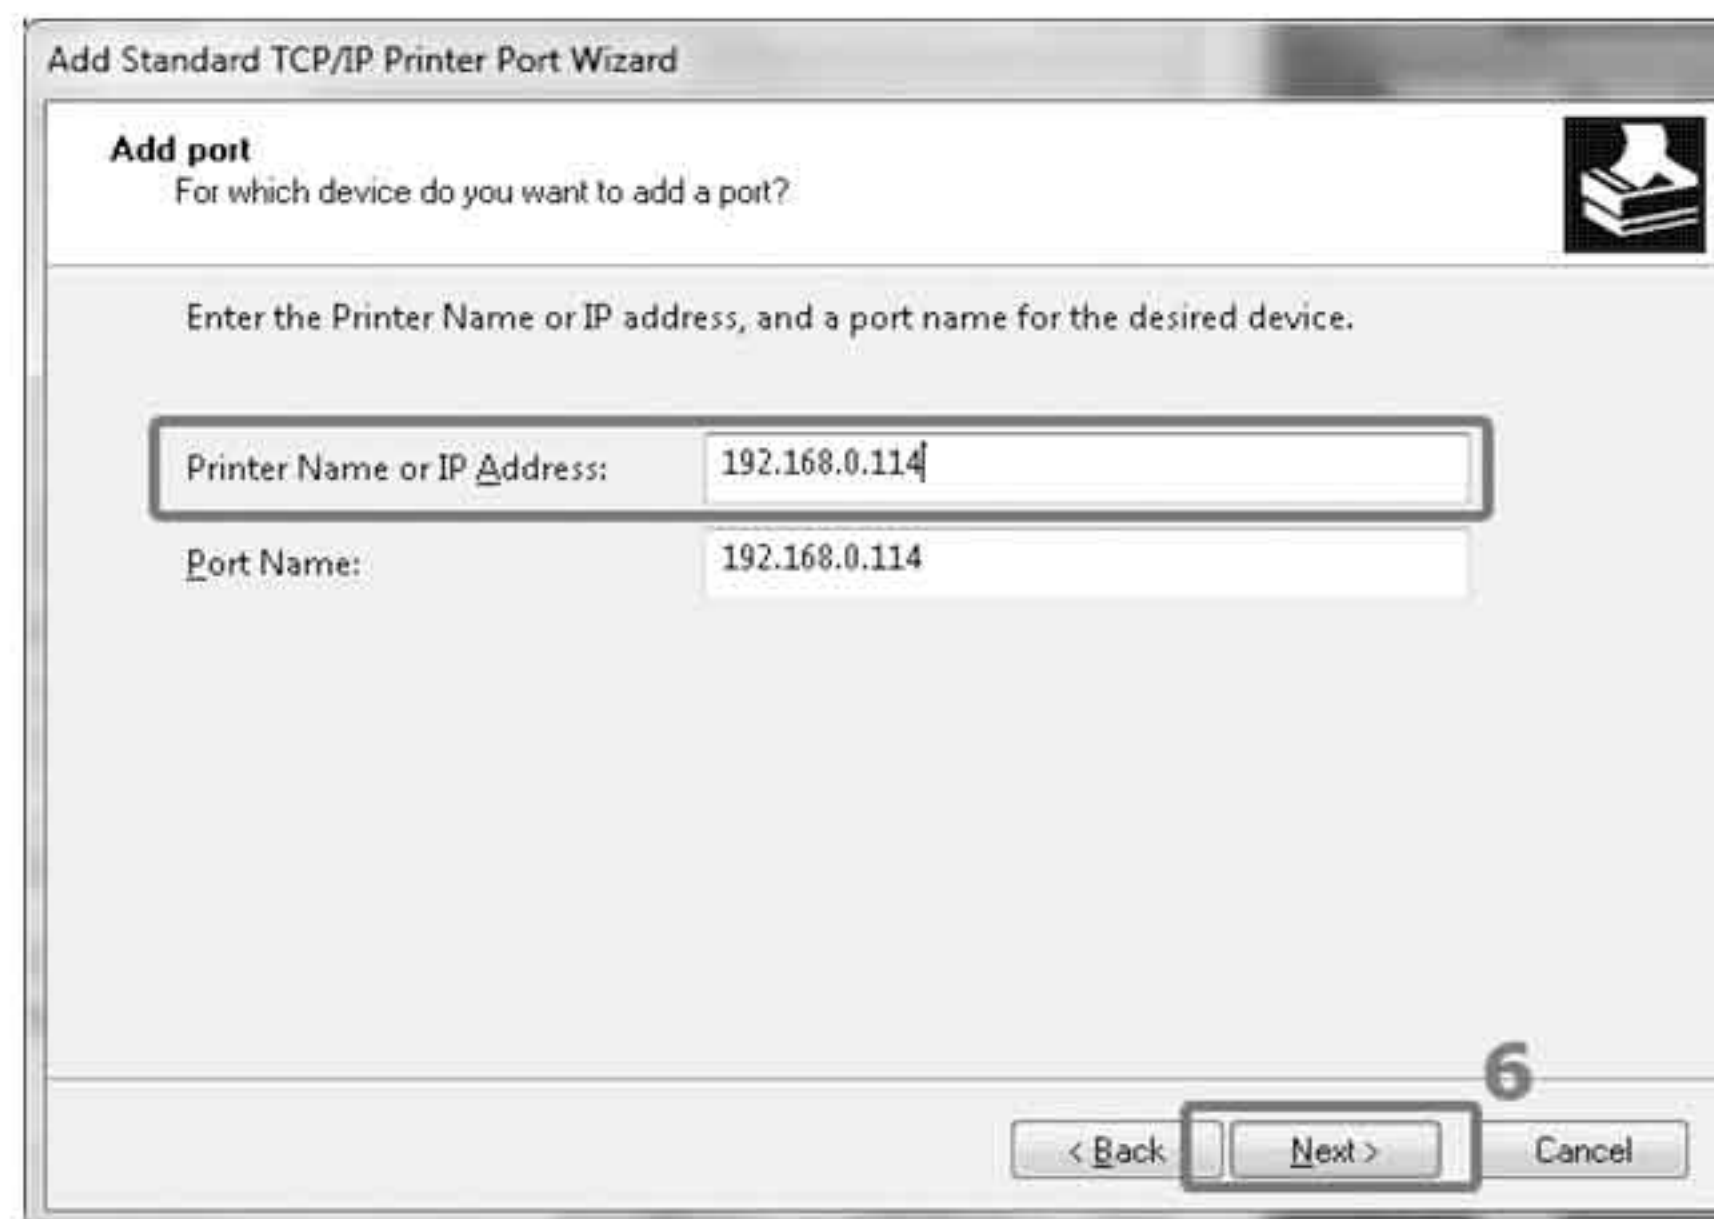 Add Standard TCP/IP Printer Port Wizard
Add port
For which device do you want to add a port?
Enter the Printer Name or IP address, and a port name for the desired device.
Printer Name or IP Address: 192.168.0.114
Port Name: 192.168.0.114
6
< Back Next > Cancel